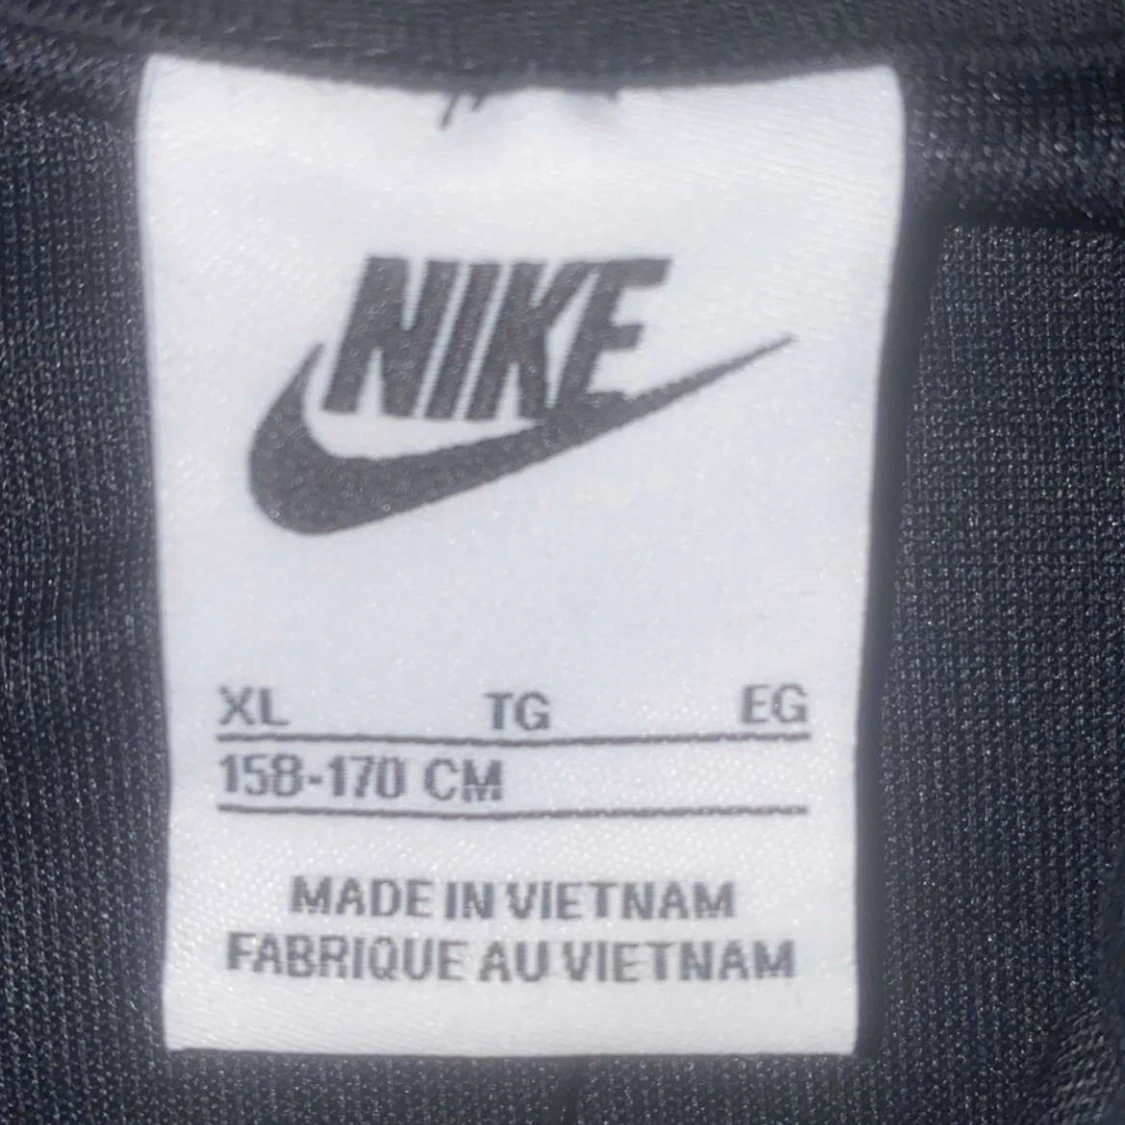 NIKE
XL TG EG
158-170 CM
MADE IN VIETNAM
FABRIQUE AU VIETNAM